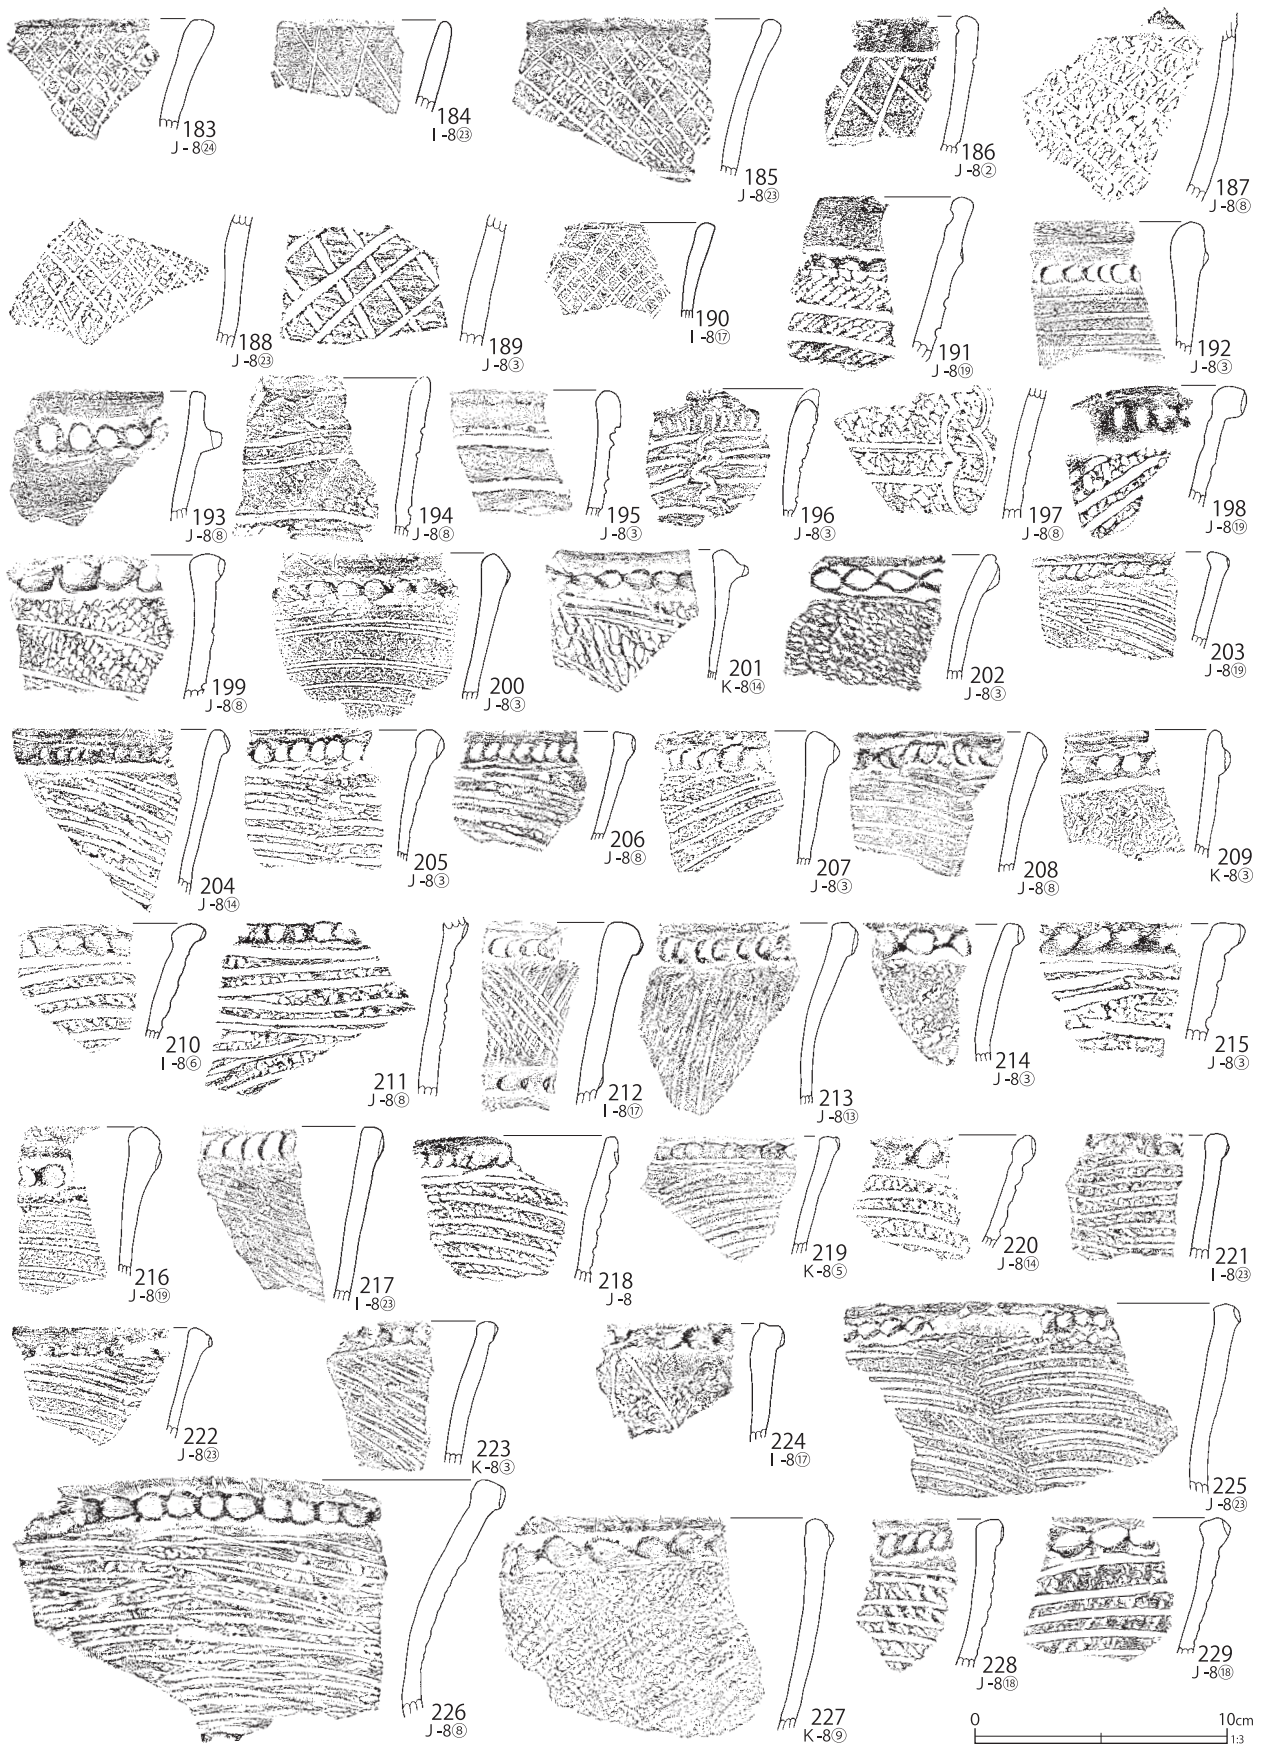 183
J-8㉔
184
I-8㉓
185
J-8㉓
186
J-8②
187
J-8⑧
188
J-8㉓
189
J-8③
190
I-8⑰
191
J-8⑲
192
J-8③
193
J-8⑧
194
J-8⑧
195
J-8③
196
J-8③
197
J-8⑧
198
J-8⑲
199
J-8⑧
200
J-8③
201
K-8⑭
202
J-8③
203
J-8⑲
204
J-8⑭
205
J-8③
206
J-8⑧
207
J-8③
208
J-8⑧
209
K-8③
210
I-8⑥
211
J-8⑧
212
I-8⑰
213
J-8⑬
214
J-8③
215
J-8③
216
J-8⑲
217
I-8㉓
218
J-8
219
K-8⑤
220
J-8⑭
221
I-8㉓
222
J-8㉓
223
K-8③
224
I-8⑰
225
J-8㉓
226
J-8⑧
227
K-8⑨
228
J-8⑱
229
J-8⑱
0 10cm
1:3